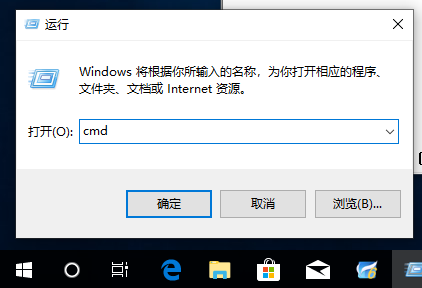 运行
Windows 将根据你所输入的名称，为你打开相应的程序、
文件夹、文档或 Internet 资源。
打开(O): cmd
确定 取消 浏览(B)...